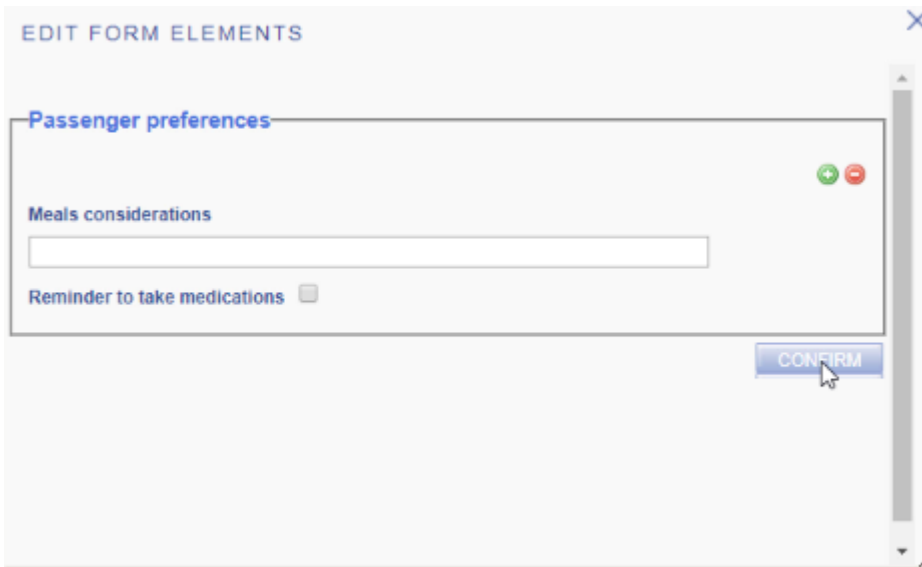 EDIT FORM ELEMENTS
Passenger preferences
Meals considerations
Reminder to take medications
CONFIRM